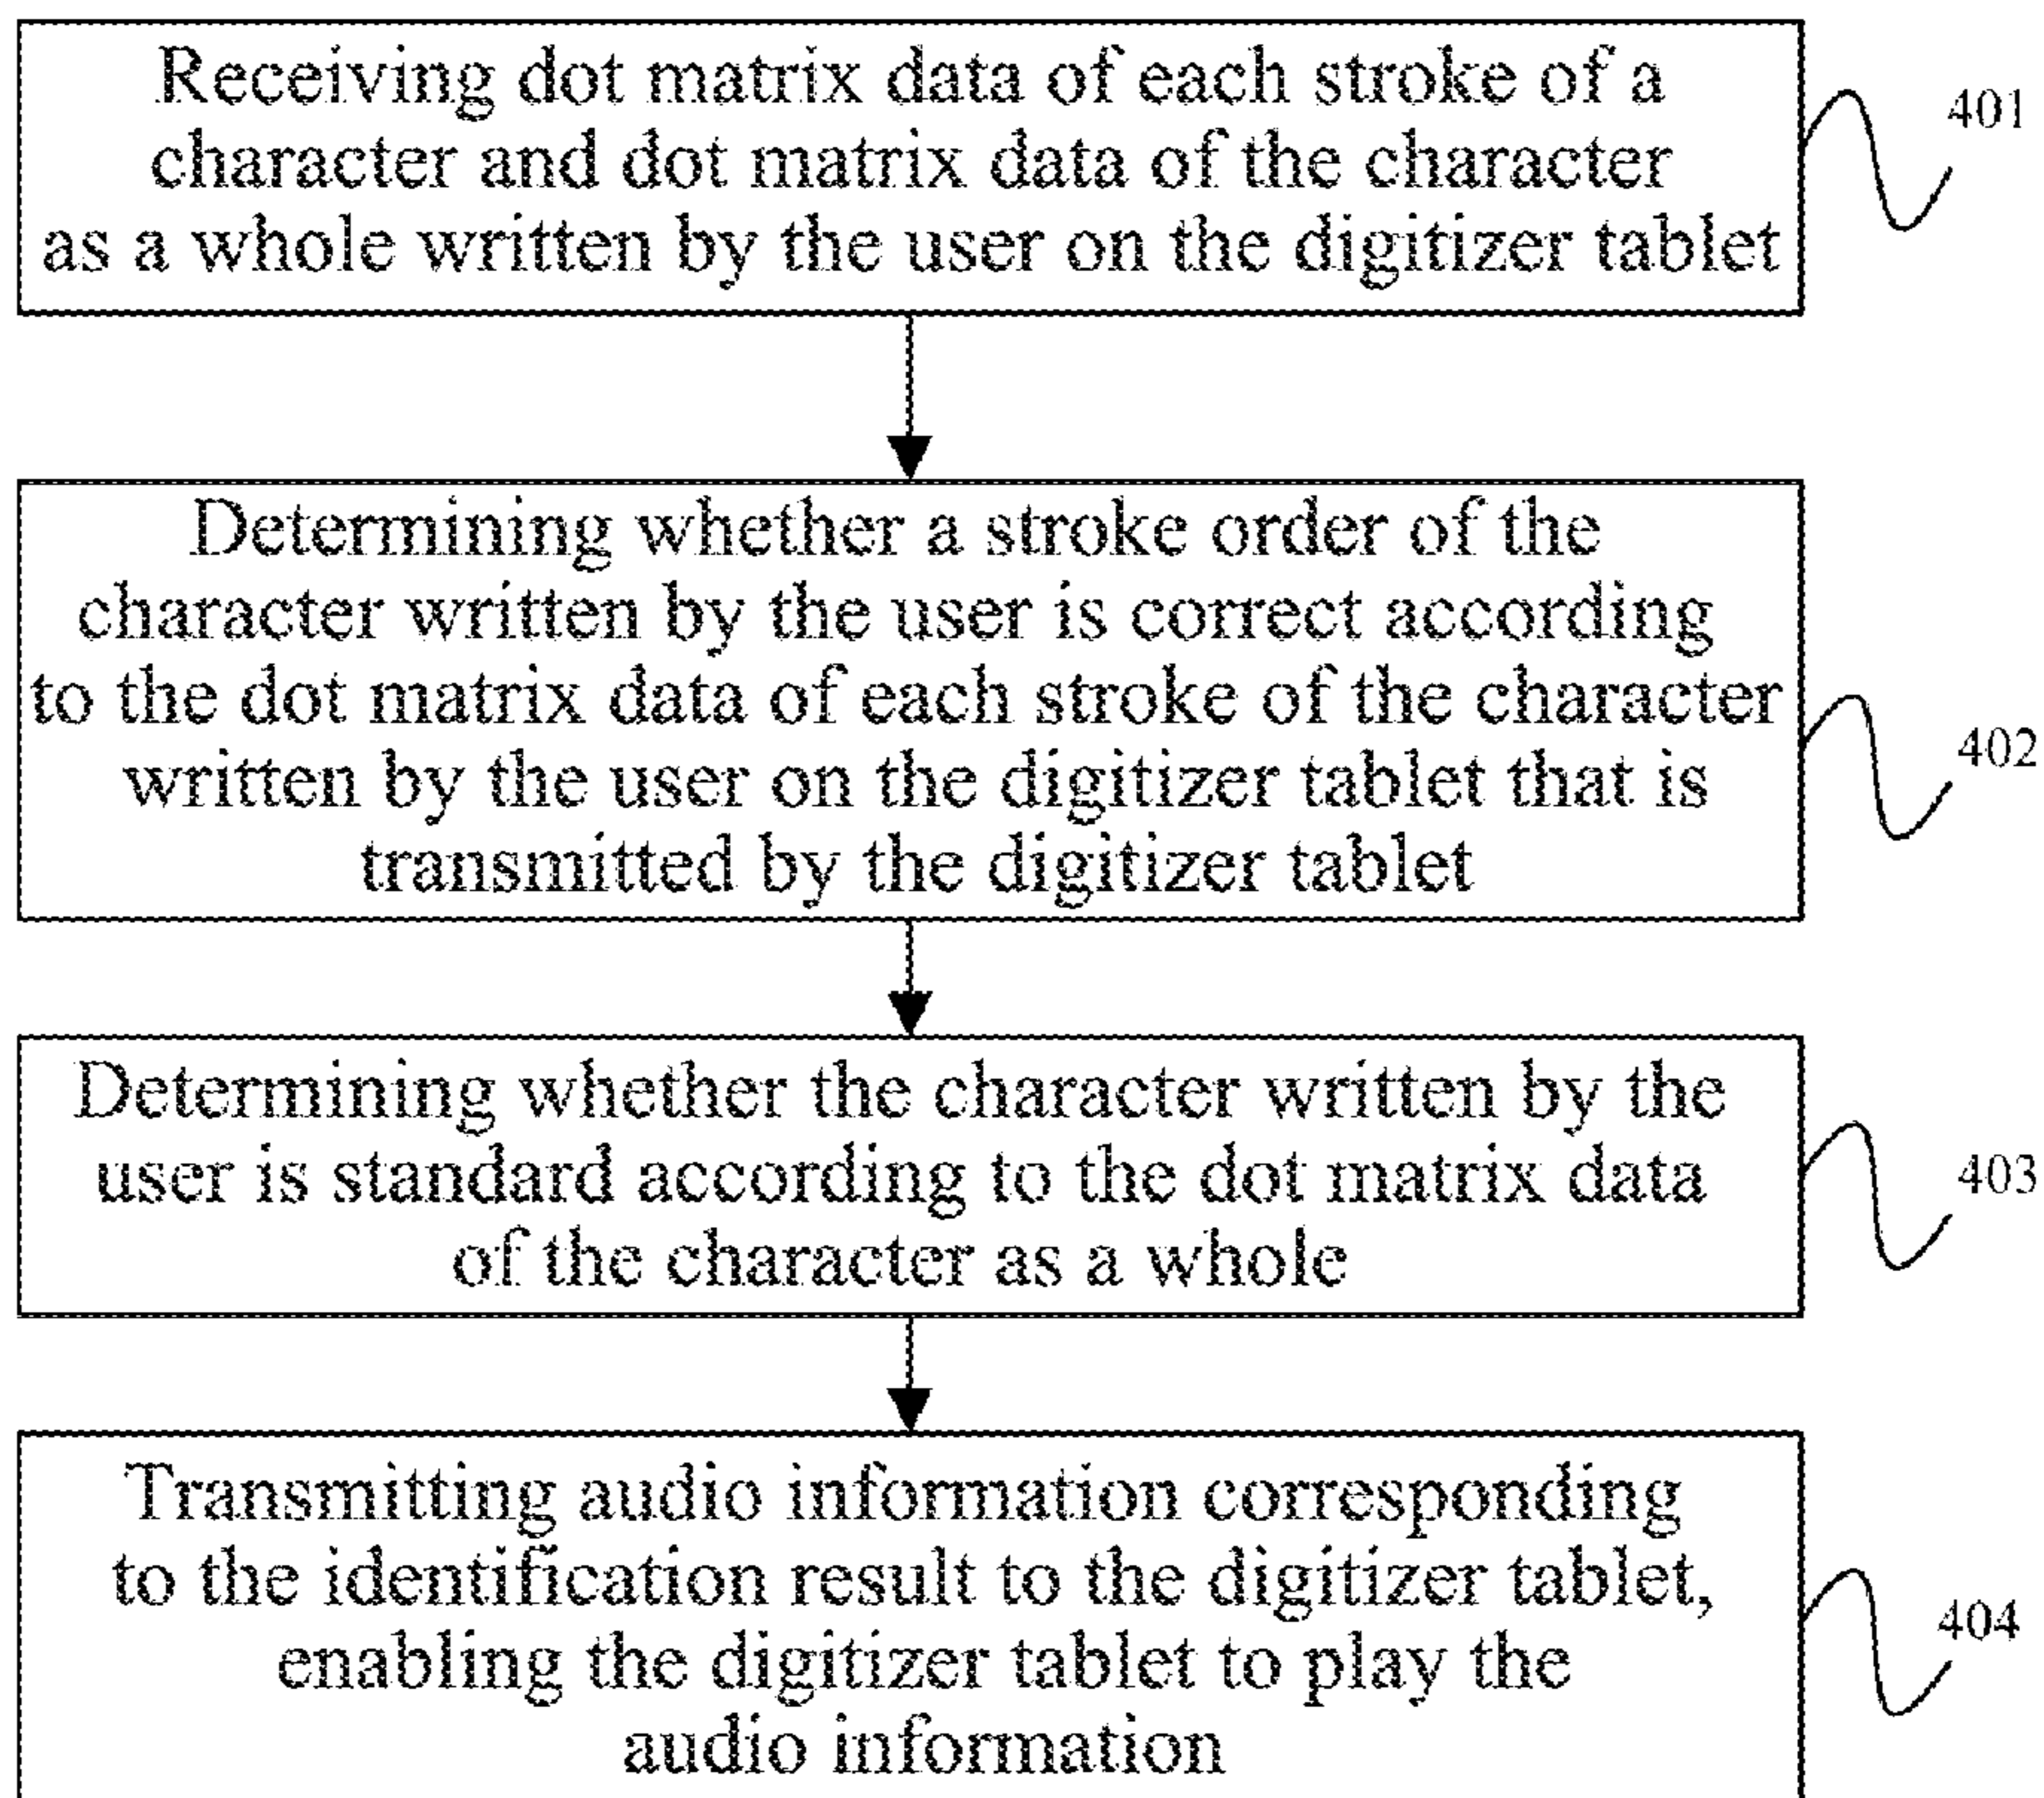 Receiving dot matrix data of each stroke of a
character and dot matrix data of the character
as a whole written by the user on the digitizer tablet
401
Determining whether a stroke order of the
character written by the user is correct according
to the dot matrix data of each stroke of the character
written by the user on the digitizer tablet that is
transmitted by the digitizer tablet
402
Determining whether the character written by the
user is standard according to the dot matrix data
of the character as a whole
403
Transmitting audio information corresponding
to the identification result to the digitizer tablet,
enabling the digitizer tablet to play the
audio information
404